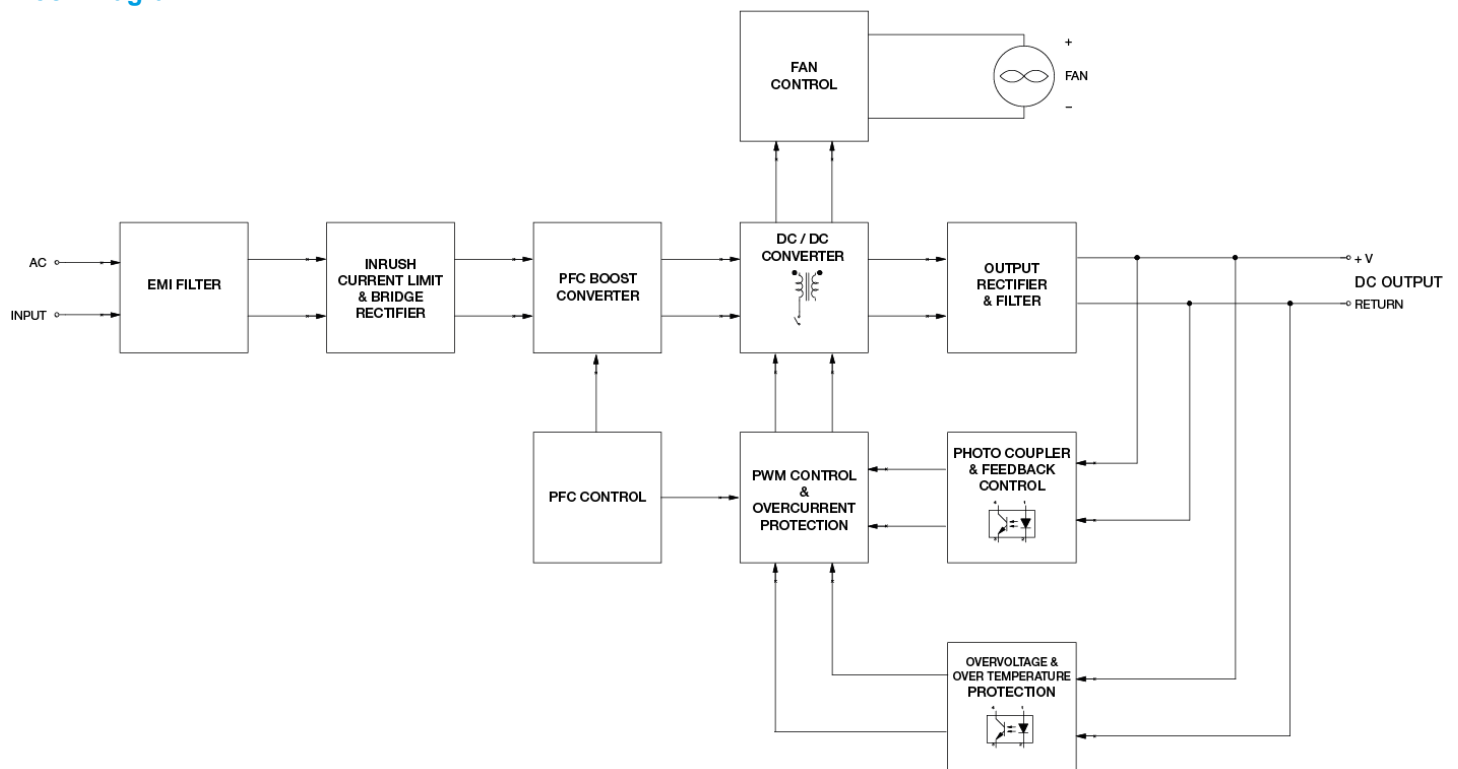 FAN
CONTROL
+
FAN
−
AC
INPUT
EMI FILTER
INRUSH
CURRENT LIMIT
& BRIDGE
RECTIFIER
PFC BOOST
CONVERTER
DC / DC
CONVERTER
OUTPUT
RECTIFIER
& FILTER
+ V
DC OUTPUT
RETURN
PFC CONTROL
PWM CONTROL
&
OVERCURRENT
PROTECTION
PHOTO COUPLER
& FEEDBACK
CONTROL
OVERVOLTAGE &
OVER TEMPERATURE
PROTECTION